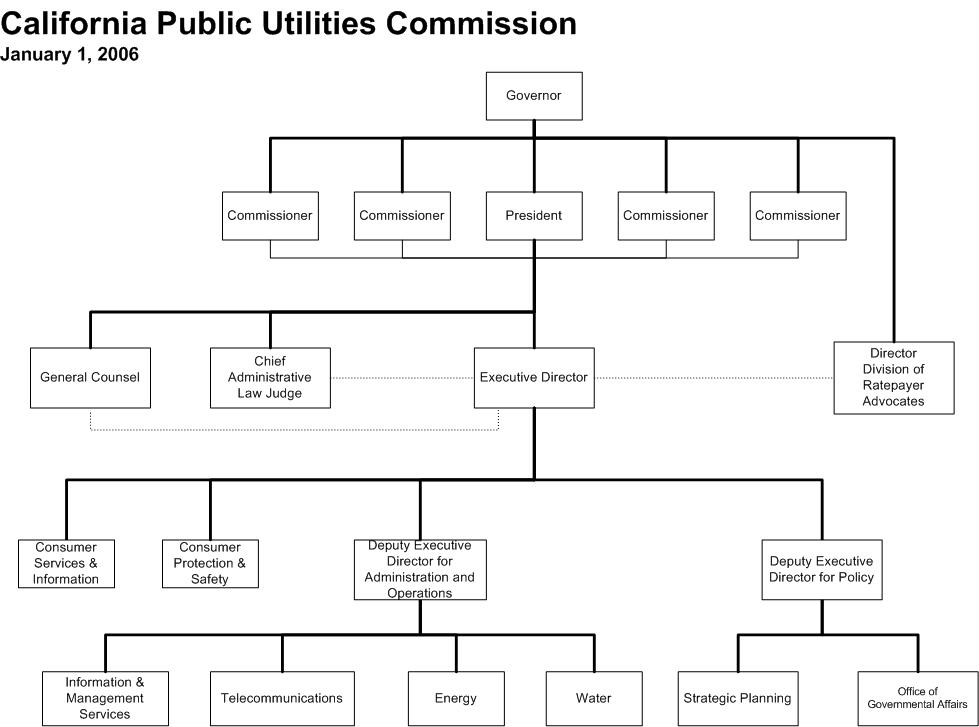 California Public Utilities Commission
January 1, 2006
Governor
Commissioner
Commissioner
President
Commissioner
Commissioner
General Counsel
Chief
Administrative
Law Judge
Executive Director
Director
Division of
Ratepayer
Advocates
Consumer
Services &
Information
Consumer
Protection &
Safety
Deputy Executive
Director for
Administration and
Operations
Deputy Executive
Director for Policy
Information &
Management
Services
Telecommunications
Energy
Water
Strategic Planning
Office of
Governmental Affairs